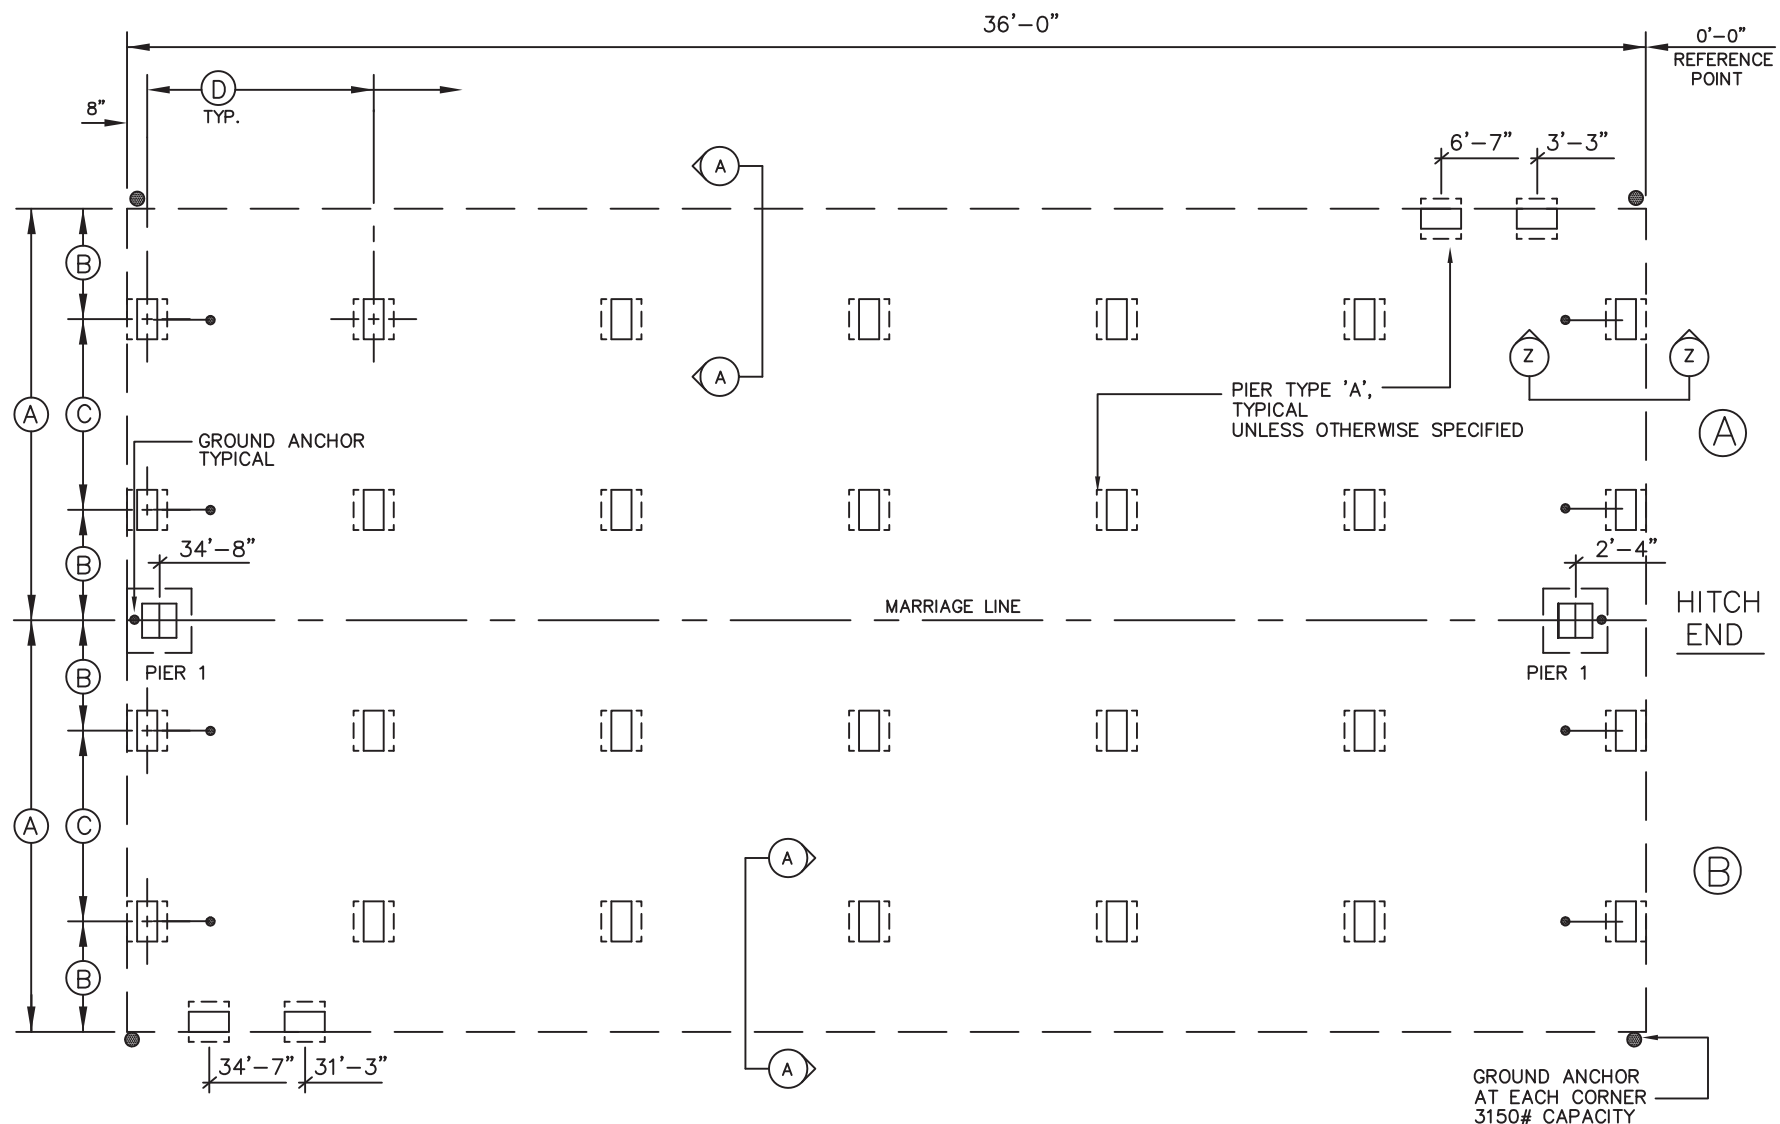 36'-0"
0'-0"
REFERENCE
POINT
D
TYP.
8"
A
6'-7"
3'-3"
B
A
Z
Z
PIER TYPE 'A',
TYPICAL
UNLESS OTHERWISE SPECIFIED
A
C
GROUND ANCHOR
TYPICAL
A
B
34'-8"
2'-4"
MARRIAGE LINE
HITCH
END
PIER 1
PIER 1
B
A
C
A
B
B
34'-7"
31'-3"
A
GROUND ANCHOR
AT EACH CORNER
3150# CAPACITY